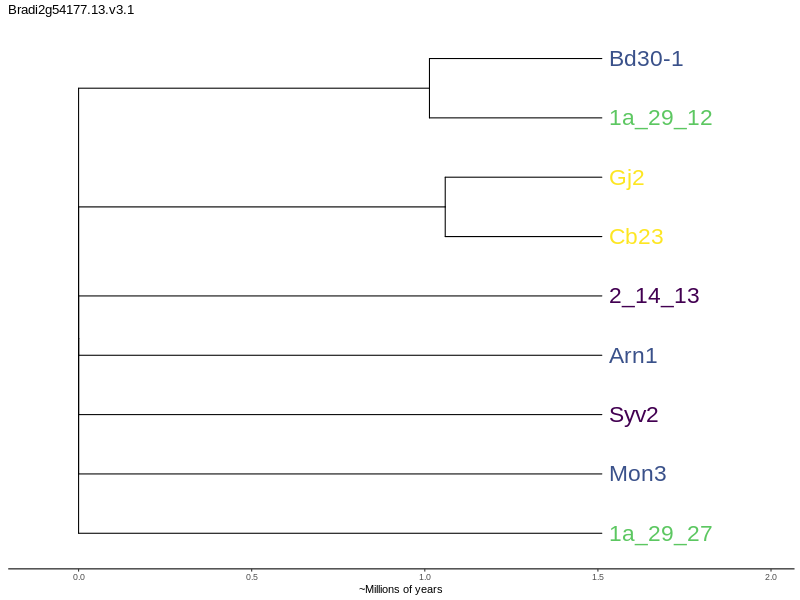 Bradi2g54177.13.v3.1
Bd30-1
1a_29_12
Gj2
Cb23
2_14_13
Arn1
Syv2
Mon3
1a_29_27
0.0 0.5 1.0 1.5 2.0
~Millions of years